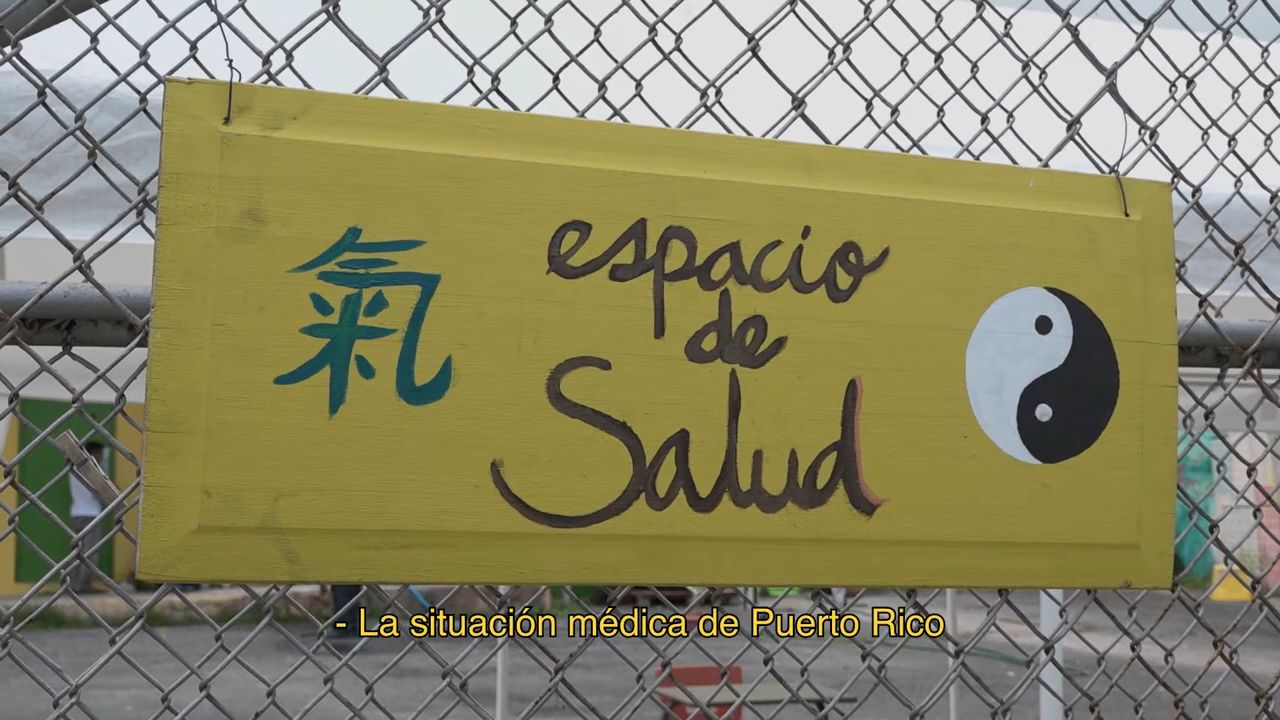 氣
espacio
de
Salud
- La situación médica de Puerto Rico